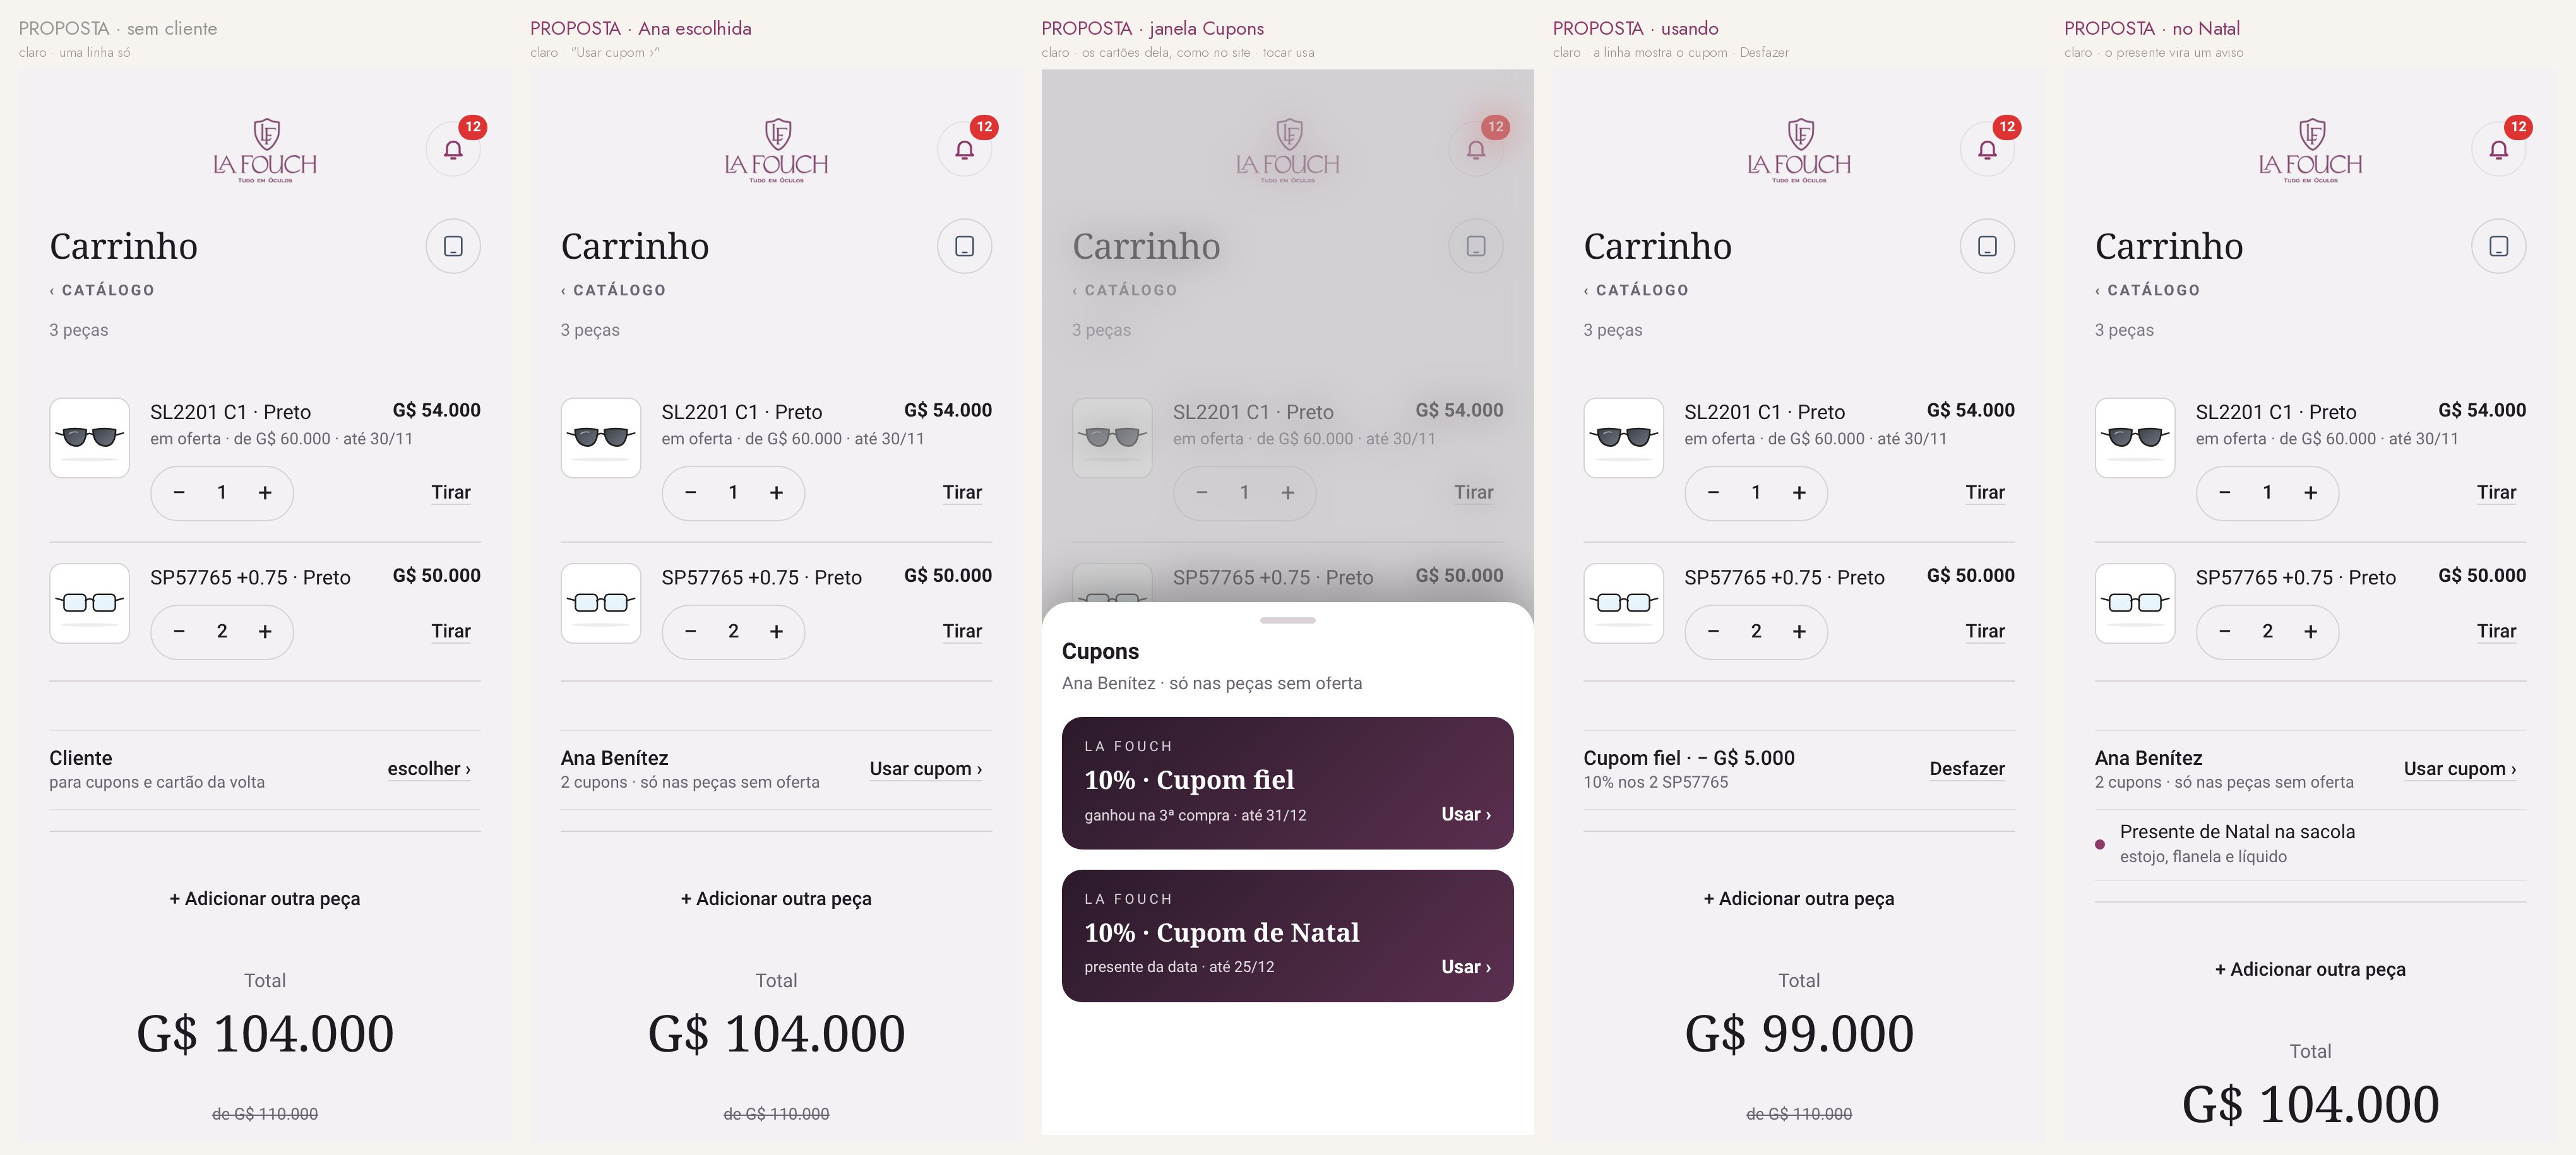 PROPOSTA · sem cliente
claro · uma linha só
LF
LA FOUCH
TUDO EM ÓCULOS
12
Carrinho
‹ CATÁLOGO
3 peças
SL2201 C1 · Preto
G$ 54.000
em oferta · de G$ 60.000 · até 30/11
− 1 +
Tirar
SP57765 +0.75 · Preto
G$ 50.000
− 2 +
Tirar
Cliente
para cupons e cartão da volta
escolher ›
+ Adicionar outra peça
Total
G$ 104.000
de G$ 110.000
PROPOSTA · Ana escolhida
claro · "Usar cupom ›"
LF
LA FOUCH
TUDO EM ÓCULOS
12
Carrinho
‹ CATÁLOGO
3 peças
SL2201 C1 · Preto
G$ 54.000
em oferta · de G$ 60.000 · até 30/11
− 1 +
Tirar
SP57765 +0.75 · Preto
G$ 50.000
− 2 +
Tirar
Ana Benítez
2 cupons · só nas peças sem oferta
Usar cupom ›
+ Adicionar outra peça
Total
G$ 104.000
de G$ 110.000
PROPOSTA · janela Cupons
claro · os cartões dela, como no site · tocar usa
LF
LA FOUCH
TUDO EM ÓCULOS
12
Carrinho
‹ CATÁLOGO
3 peças
SL2201 C1 · Preto
G$ 54.000
em oferta · de G$ 60.000 · até 30/11
− 1 +
Tirar
SP57765 +0.75 · Preto
G$ 50.000
Cupons
Ana Benítez · só nas peças sem oferta
LA FOUCH
10% · Cupom fiel
ganhou na 3ª compra · até 31/12
Usar ›
LA FOUCH
10% · Cupom de Natal
presente da data · até 25/12
Usar ›
PROPOSTA · usando
claro · a linha mostra o cupom · Desfazer
LF
LA FOUCH
TUDO EM ÓCULOS
12
Carrinho
‹ CATÁLOGO
3 peças
SL2201 C1 · Preto
G$ 54.000
em oferta · de G$ 60.000 · até 30/11
− 1 +
Tirar
SP57765 +0.75 · Preto
G$ 50.000
− 2 +
Tirar
Cupom fiel · − G$ 5.000
10% nos 2 SP57765
Desfazer
+ Adicionar outra peça
Total
G$ 99.000
de G$ 110.000
PROPOSTA · no Natal
claro · o presente vira um aviso
LF
LA FOUCH
TUDO EM ÓCULOS
12
Carrinho
‹ CATÁLOGO
3 peças
SL2201 C1 · Preto
G$ 54.000
em oferta · de G$ 60.000 · até 30/11
− 1 +
Tirar
SP57765 +0.75 · Preto
G$ 50.000
− 2 +
Tirar
Ana Benítez
2 cupons · só nas peças sem oferta
Usar cupom ›
Presente de Natal na sacola
estojo, flanela e líquido
+ Adicionar outra peça
Total
G$ 104.000